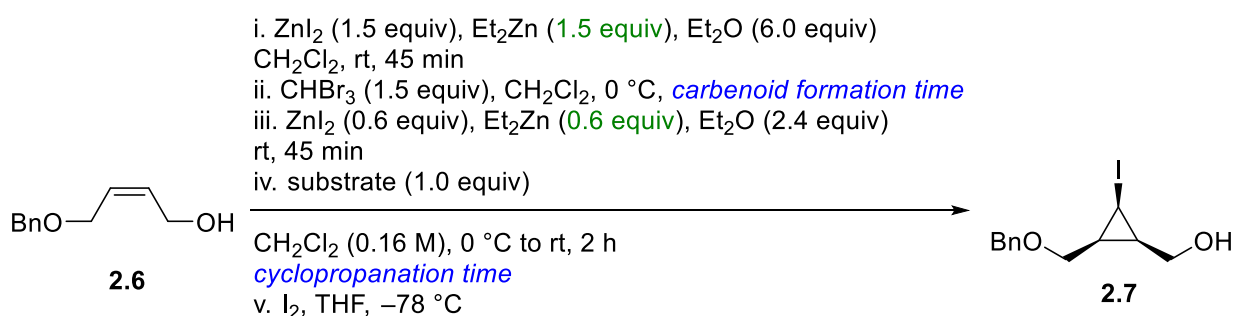 i. ZnI₂ (1.5 equiv), Et₂Zn (1.5 equiv), Et₂O (6.0 equiv)
CH₂Cl₂, rt, 45 min
ii. CHBr₃ (1.5 equiv), CH₂Cl₂, 0 °C, carbenoid formation time
iii. ZnI₂ (0.6 equiv), Et₂Zn (0.6 equiv), Et₂O (2.4 equiv)
rt, 45 min
iv. substrate (1.0 equiv)
CH₂Cl₂ (0.16 M), 0 °C to rt, 2 h
cyclopropanation time
v. I₂, THF, –78 °C
BnO
OH
2.6
I
BnO
OH
2.7